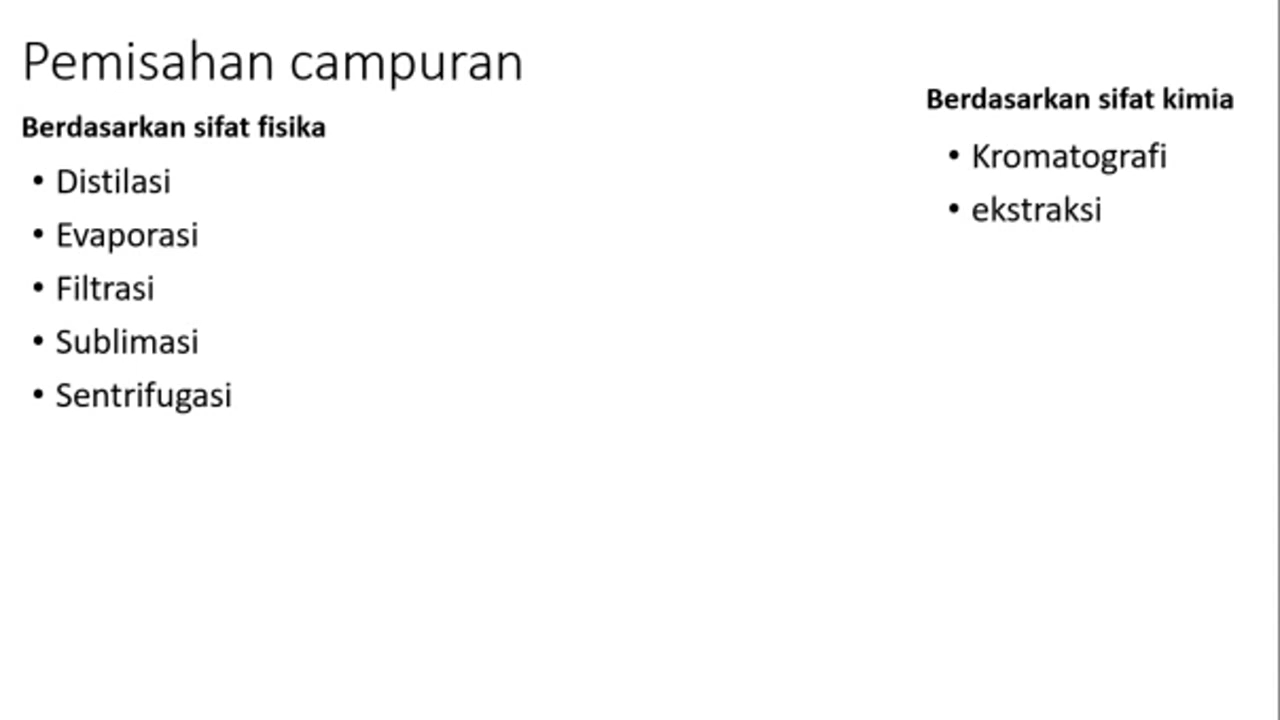 Pemisahan campuran
Berdasarkan sifat fisika
• Distilasi
• Evaporasi
• Filtrasi
• Sublimasi
• Sentrifugasi
Berdasarkan sifat kimia
• Kromatografi
• ekstraksi